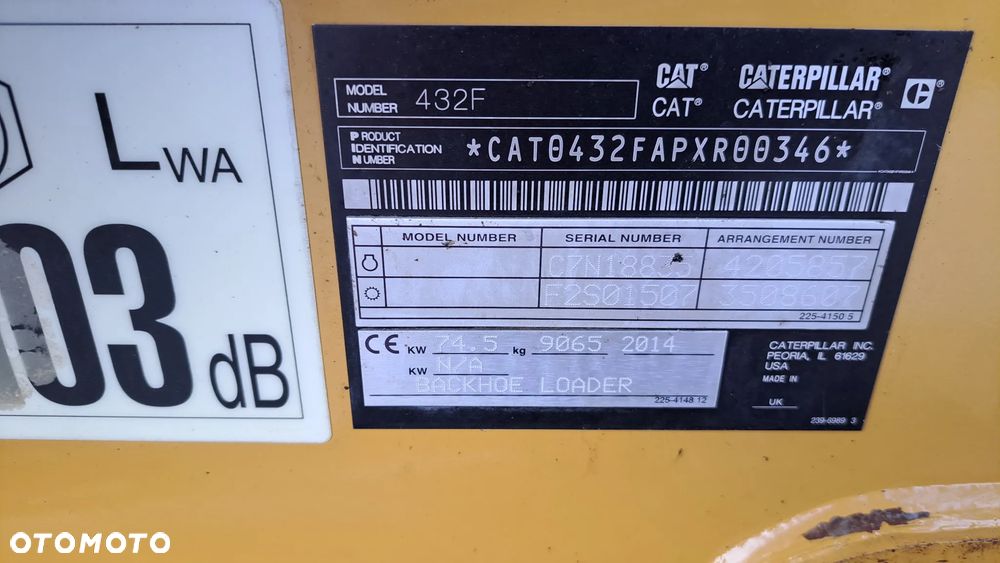 LWA
03
dB
MODEL NUMBER 432F
CAT® CATERPILLAR®
CAT® CATERPILLAR®
PRODUCT IDENTIFICATION NUMBER *CAT0432FAPXR00346*
MODEL NUMBER SERIAL NUMBER ARRANGEMENT NUMBER
4205857
F2S01507 3508607
225-4150 5
CE KW 74.5 kg 9065 2014
KW N/A
BACKHOE LOADER
225-4148 12
CATERPILLAR INC.
PEORIA, IL 61629
USA
MADE IN
UK
239-6989 3
OTOMOTO